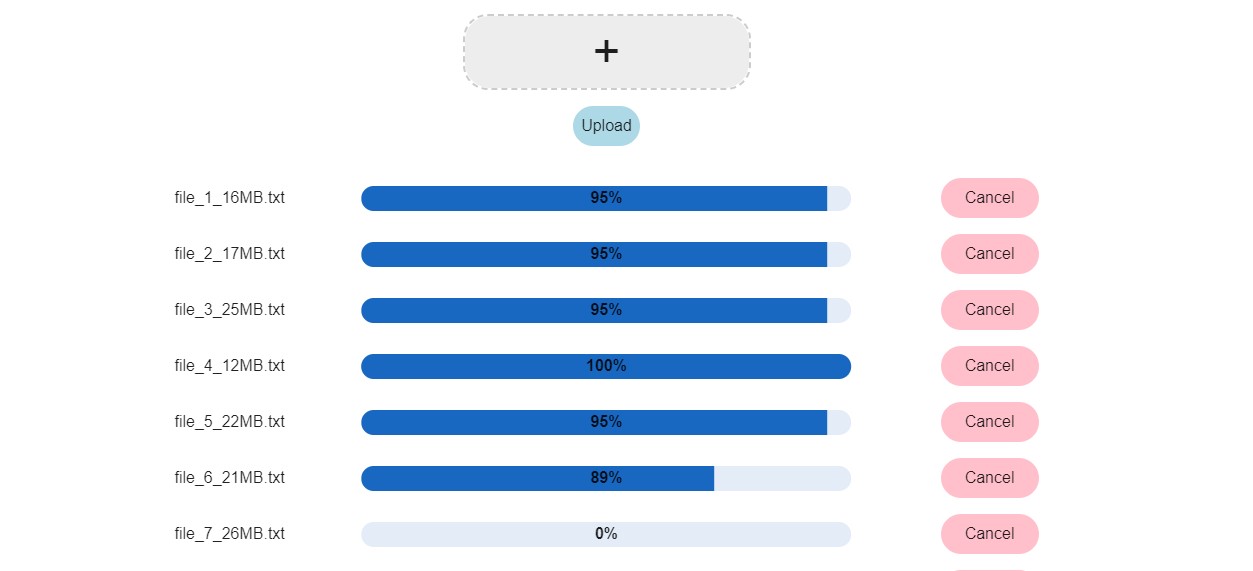 +
Upload
file_1_16MB.txt 95% Cancel
file_2_17MB.txt 95% Cancel
file_3_25MB.txt 95% Cancel
file_4_12MB.txt 100% Cancel
file_5_22MB.txt 95% Cancel
file_6_21MB.txt 89% Cancel
file_7_26MB.txt 0% Cancel